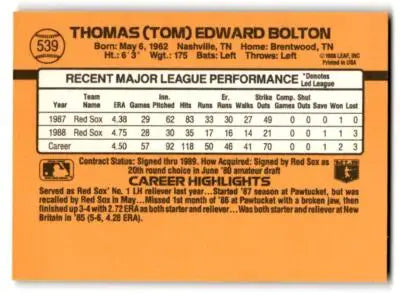 539
THOMAS (TOM) EDWARD BOLTON
Born: May 6, 1962 Nashville, TN Home: Brentwood, TN
Ht: 6'3" Wgt: 175 Bats: Left Throws: Left
© 1988 LEAF, INC.
Printed in USA
RECENT MAJOR LEAGUE PERFORMANCE *Denotes Led League
Year Team Name ERA Games Inn. Pitched Hits Runs Er. Runs Walks Strike Outs Comp. Games Shut Outs Save Won Lost
1987 Red Sox 4.38 29 62 83 33 30 27 49 0 0 0 1 0
1988 Red Sox 4.75 28 30 35 17 16 14 21 0 0 1 1 3
Career 4.50 57 92 118 50 46 41 70 0 0 1 2 3
Contract Status: Signed thru 1989. How Acquired: Signed by Red Sox as
20th round choice in June '80 amateur draft
CAREER HIGHLIGHTS
Served as Red Sox' No. 1 LH reliever last year...Started '87 season at Pawtucket, but was
recalled by Red Sox in May...Missed 1st month of '86 at Pawtucket with a broken jaw, then
finished up 3-4 with 2.72 ERA as both starter and reliever...Was both starter and reliever at New
Britain in '85 (5-6, 4.28 ERA).